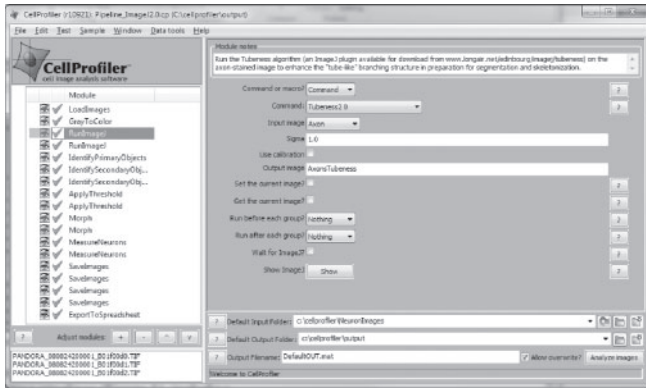 CellProfiler (r10921): Pipeline_ImageJ2.0.cp (C:\cellprofiler\output)
File Edit Test Sample Window Data tools Help
CellProfiler
cell image analysis software
Module
LoadImages
GrayToColor
RunImageJ
RunImageJ
IdentifyPrimaryObjects
IdentifySecondaryObj...
IdentifySecondaryObj...
ApplyThreshold
ApplyThreshold
Morph
Morph
MeasureNeurons
MeasureNeurons
SaveImages
SaveImages
SaveImages
SaveImages
ExportToSpreadsheet
? Adjust modules: + - ^ v
Module notes
Run the Tubeness algorithm (an ImageJ plugin available for download from www.longair.net/edinbourg/imagej/tubeness) on the
axon-stained image to enhance the "tube-like" branching structure in preparation for segmentation and skeletonization.
Command or macro? Command ?
Command: Tubeness2 B ?
Input image Axon
Sigma 1.0
Use calibration
Output image AxonsTubeness
Set the current image? ?
Get the current image? ?
Run before each group? Nothing ?
Run after each group? Nothing ?
Wait for ImageJ? ?
Show ImageJ Show ?
? Default Input Folder: c:\cellprofiler\NeuronImages
? Default Output Folder: c:\cellprofiler\output
? Output Filename: DefaultOUT.mat Allow overwrite? Analyze images
Welcome to CellProfiler